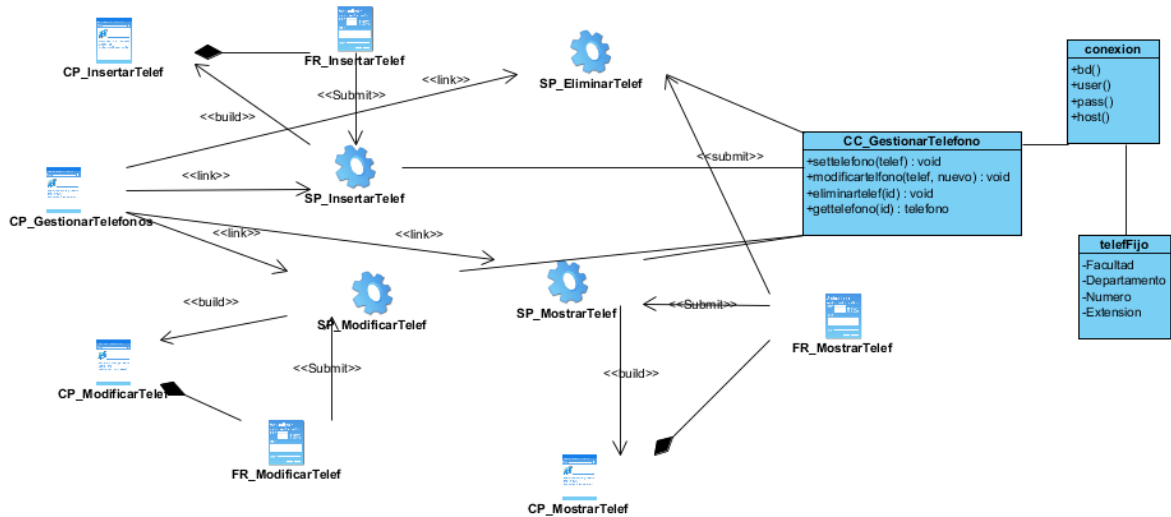 CP_InsertarTelef
FR_InsertarTelef
SP_EliminarTelef
<<link>>
<<Submit>>
<<build>>
conexion
+bd()
+user()
+pass()
+host()
CC_GestionarTelefono
+settelefono(telef) : void
+modificartelfono(telef, nuevo) : void
+eliminartelef(id) : void
+gettelefono(id) : telefono
<<submit>>
<<link>>
SP_InsertarTelef
CP_GestionarTelefonos
<<link>>
<<link>>
telefFijo
-Facultad
-Departamento
-Numero
-Extension
<<build>>
SP_ModificarTelef
SP_MostrarTelef
<<Submit>>
FR_MostrarTelef
CP_ModificarTelef
<<Submit>>
<<build>>
FR_ModificarTelef
CP_MostrarTelef